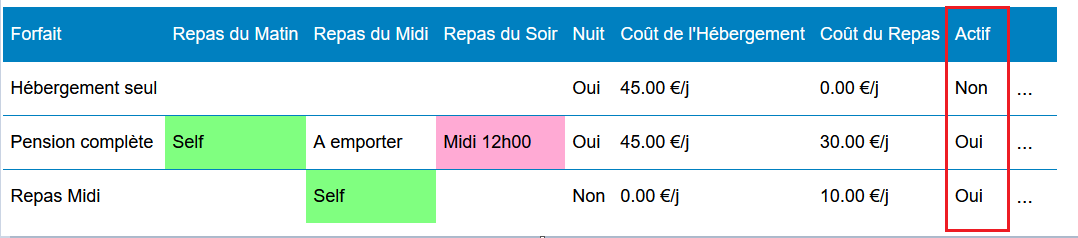 Forfait Repas du Matin Repas du Midi Repas du Soir Nuit Coût de l'Hébergement Coût du Repas Actif
Hébergement seul Oui 45.00 €/j 0.00 €/j Non ...
Pension complète Self A emporter Midi 12h00 Oui 45.00 €/j 30.00 €/j Oui ...
Repas Midi Self Non 0.00 €/j 10.00 €/j Oui ...